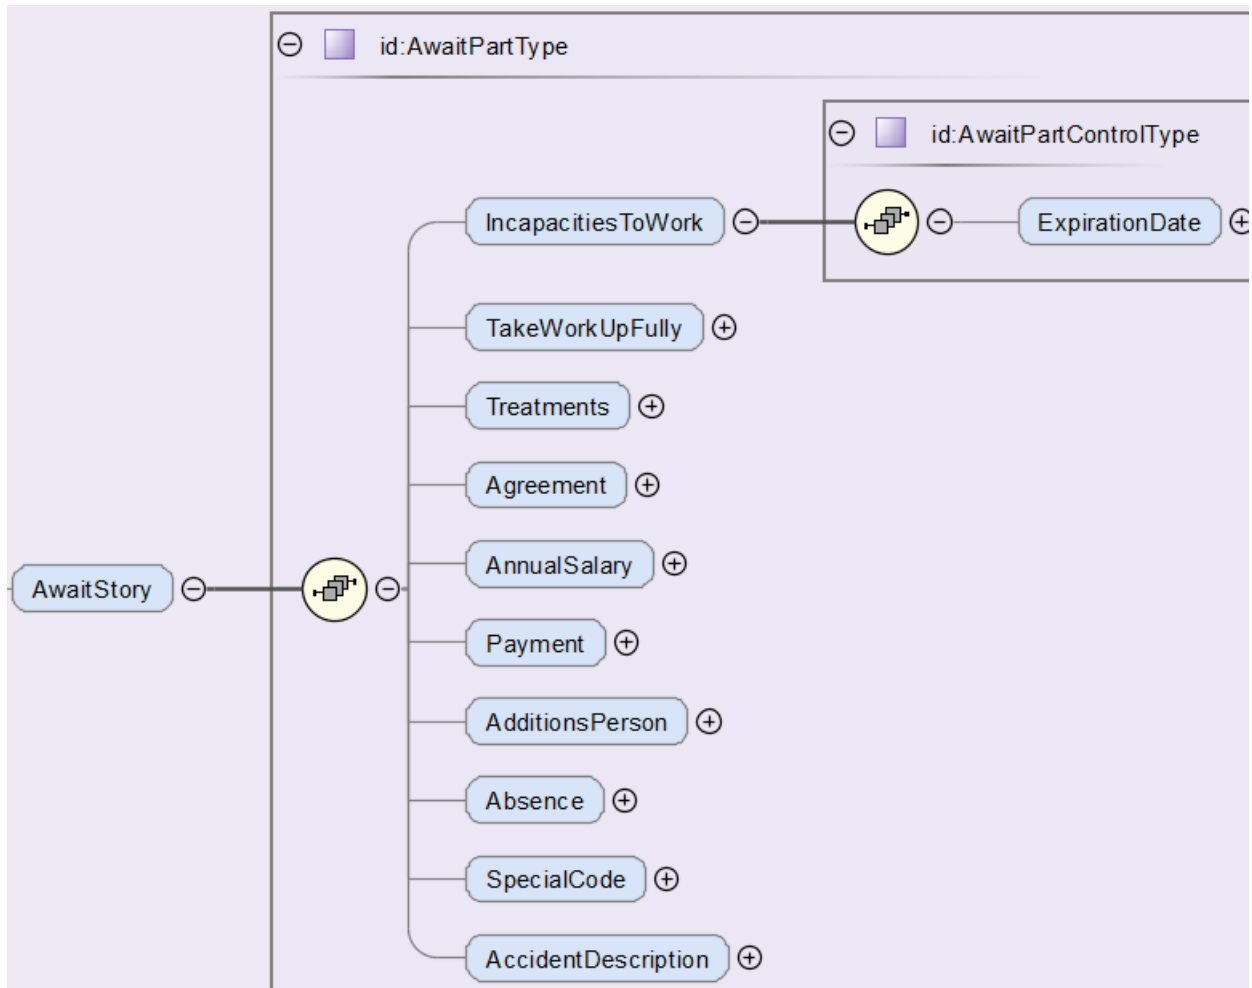 id:AwaitPartType
id:AwaitPartControlType
IncapacitiesToWork
ExpirationDate
TakeWorkUpFully
Treatments
Agreement
AnnualSalary
AwaitStory
Payment
AdditionsPerson
Absence
SpecialCode
AccidentDescription